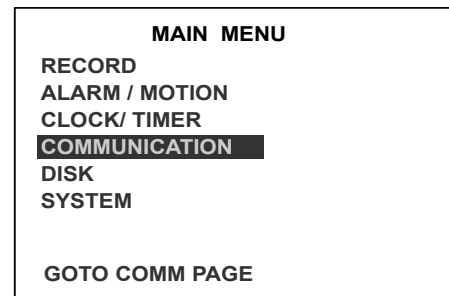 MAIN MENU
RECORD
ALARM / MOTION
CLOCK/ TIMER
COMMUNICATION
DISK
SYSTEM
GOTO COMM PAGE